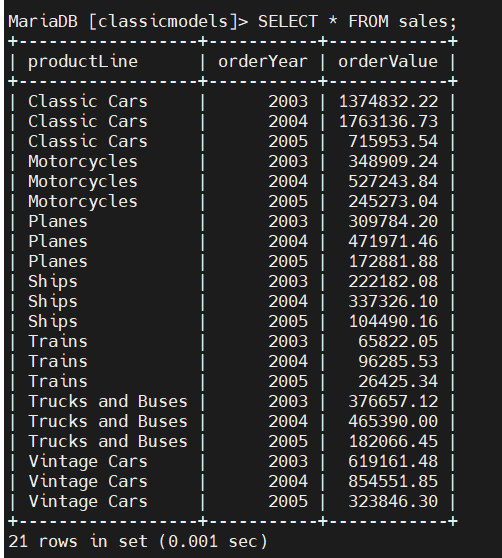 MariaDB [classicmodels]> SELECT * FROM sales;
+------------------+-----------+------------+
| productLine      | orderYear | orderValue |
+------------------+-----------+------------+
| Classic Cars     |      2003 | 1374832.22 |
| Classic Cars     |      2004 | 1763136.73 |
| Classic Cars     |      2005 |  715953.54 |
| Motorcycles      |      2003 |  348909.24 |
| Motorcycles      |      2004 |  527243.84 |
| Motorcycles      |      2005 |  245273.04 |
| Planes           |      2003 |  309784.20 |
| Planes           |      2004 |  471971.46 |
| Planes           |      2005 |  172881.88 |
| Ships            |      2003 |  222182.08 |
| Ships            |      2004 |  337326.10 |
| Ships            |      2005 |  104490.16 |
| Trains           |      2003 |   65822.05 |
| Trains           |      2004 |   96285.53 |
| Trains           |      2005 |   26425.34 |
| Trucks and Buses |      2003 |  376657.12 |
| Trucks and Buses |      2004 |  465390.00 |
| Trucks and Buses |      2005 |  182066.45 |
| Vintage Cars     |      2003 |  619161.48 |
| Vintage Cars     |      2004 |  854551.85 |
| Vintage Cars     |      2005 |  323846.30 |
+------------------+-----------+------------+
21 rows in set (0.001 sec)